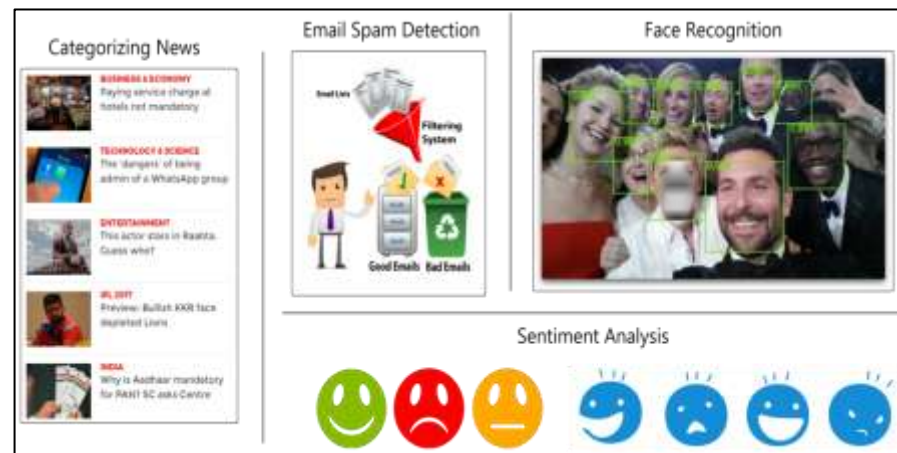 Categorizing News
BUSINESS & ECONOMY
Paying service charge at
hotels not mandatory
TECHNOLOGY & SCIENCE
The 'dangers' of being
admin of a WhatsApp group
ENTERTAINMENT
This actor stars in Raabta.
Guess who?
IPL 2017
Preview: Bullish KKR face
depleted Lions
INDIA
Why is Aadhaar mandatory
for PAN? SC asks Centre
Email Spam Detection
Email Lists
Filtering
System
Good Emails
Bad Emails
Face Recognition
Sentiment Analysis